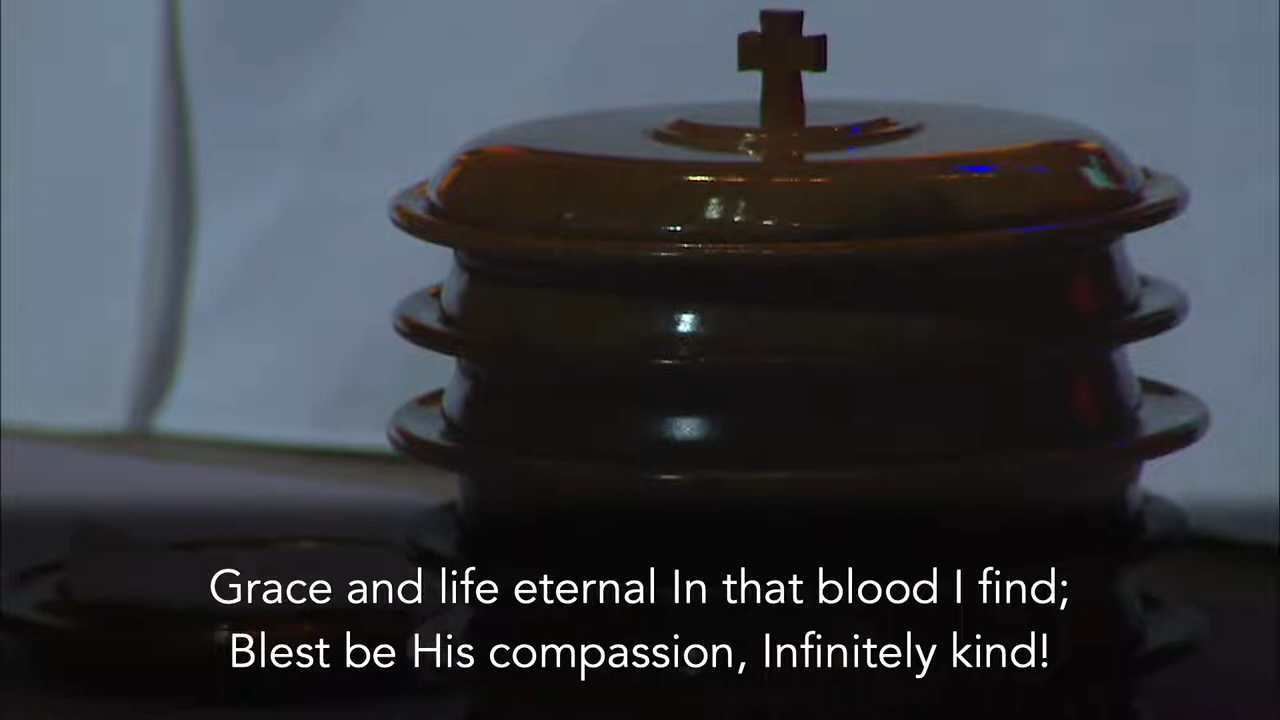 Grace and life eternal In that blood I find;
Blest be His compassion, Infinitely kind!